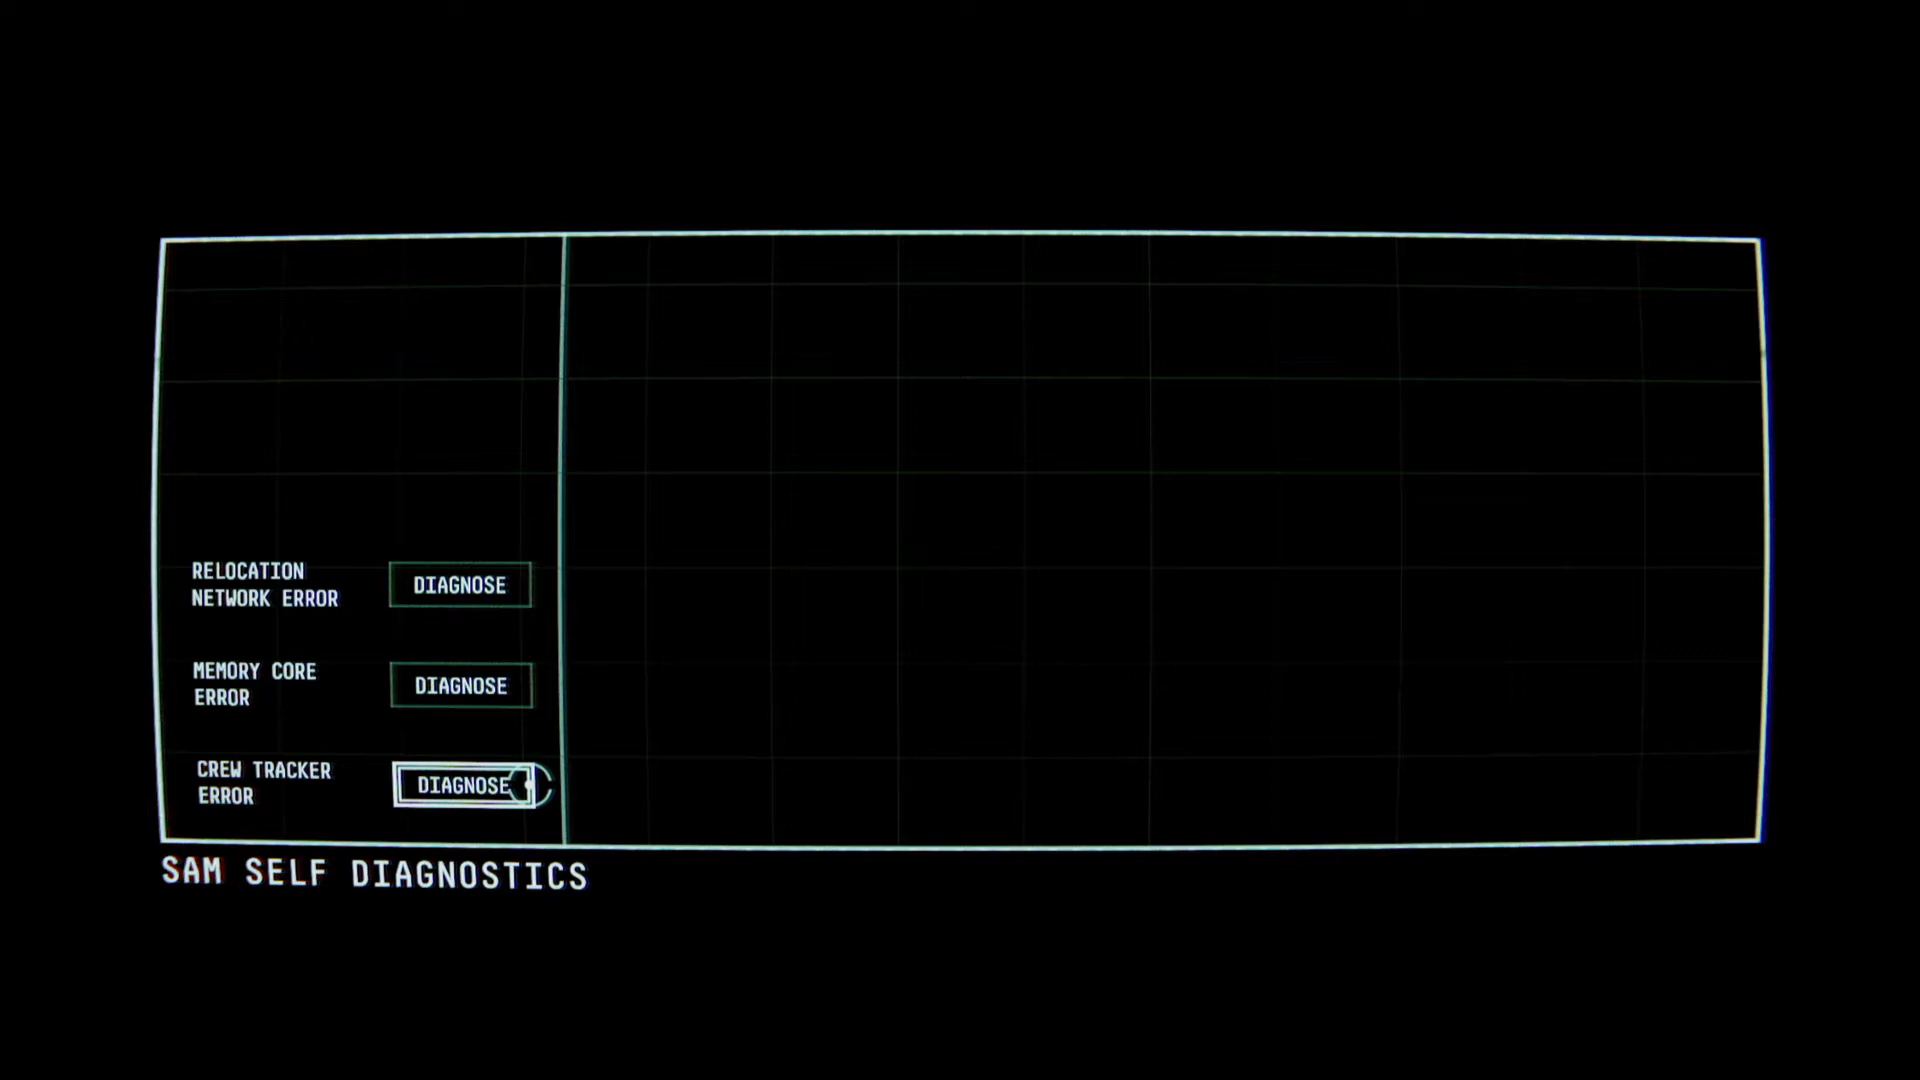 RELOCATION
NETWORK ERROR
DIAGNOSE
MEMORY CORE
ERROR
DIAGNOSE
CREW TRACKER
ERROR
DIAGNOSE
SAM SELF DIAGNOSTICS